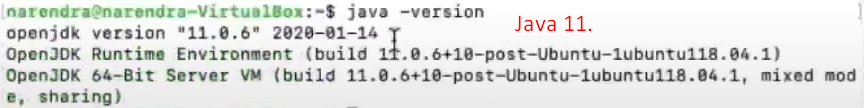 narendra@narendra-VirtualBox:~$ java -version
Java 11.
openjdk version "11.0.6" 2020-01-14
OpenJDK Runtime Environment (build 11.0.6+10-post-Ubuntu-1ubuntu118.04.1)
OpenJDK 64-Bit Server VM (build 11.0.6+10-post-Ubuntu-1ubuntu118.04.1, mixed mod
e, sharing)